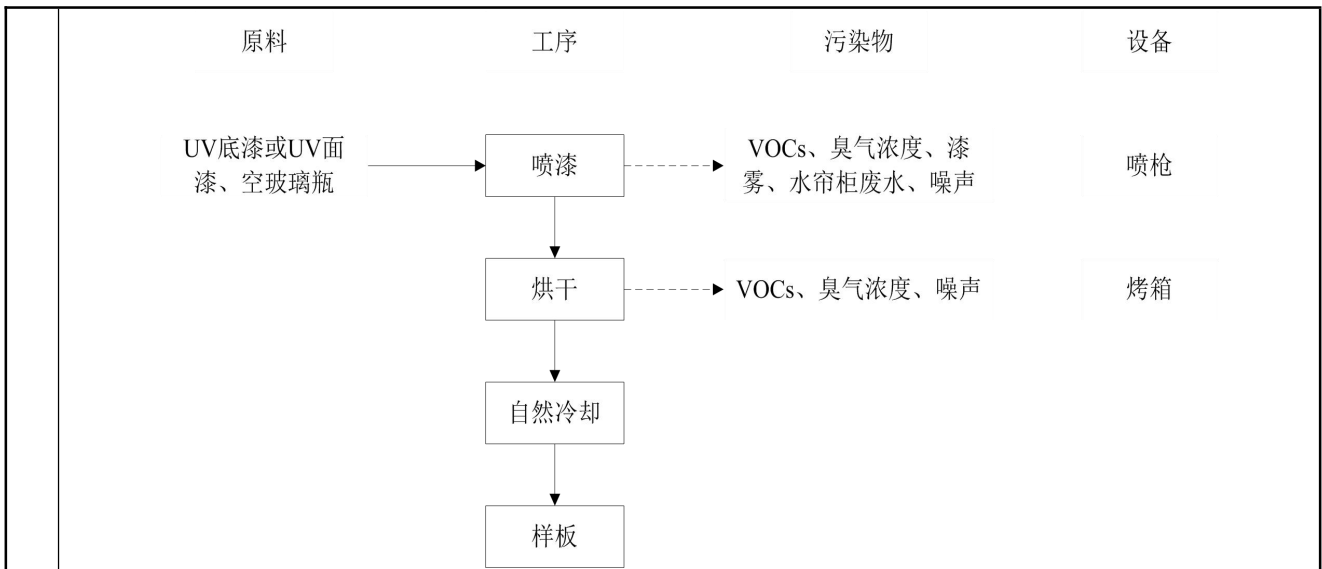 原料 工序 污染物 设备
UV底漆或UV面
漆、空玻璃瓶
喷漆
VOCs、臭气浓度、漆
雾、水帘柜废水、噪声
喷枪
烘干
VOCs、臭气浓度、噪声
烤箱
自然冷却
样板